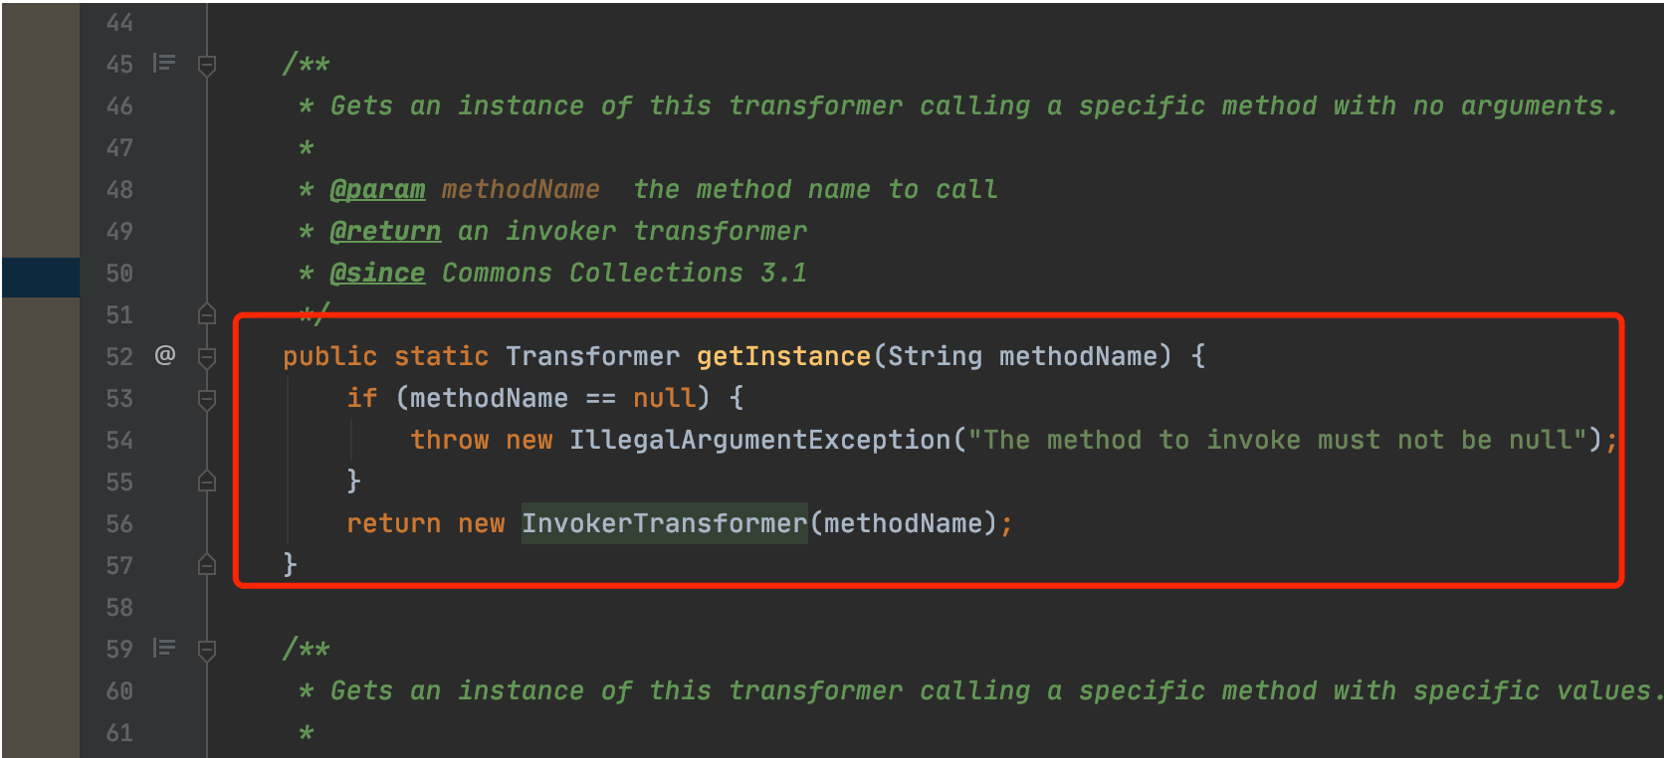 44
45 /**
46 * Gets an instance of this transformer calling a specific method with no arguments.
47 *
48 * @param methodName  the method name to call
49 * @return an invoker transformer
50 * @since Commons Collections 3.1
51 */
52 @ public static Transformer getInstance(String methodName) {
53 if (methodName == null) {
54 throw new IllegalArgumentException("The method to invoke must not be null");
55 }
56 return new InvokerTransformer(methodName);
57 }
58
59 /**
60 * Gets an instance of this transformer calling a specific method with specific values.
61 *